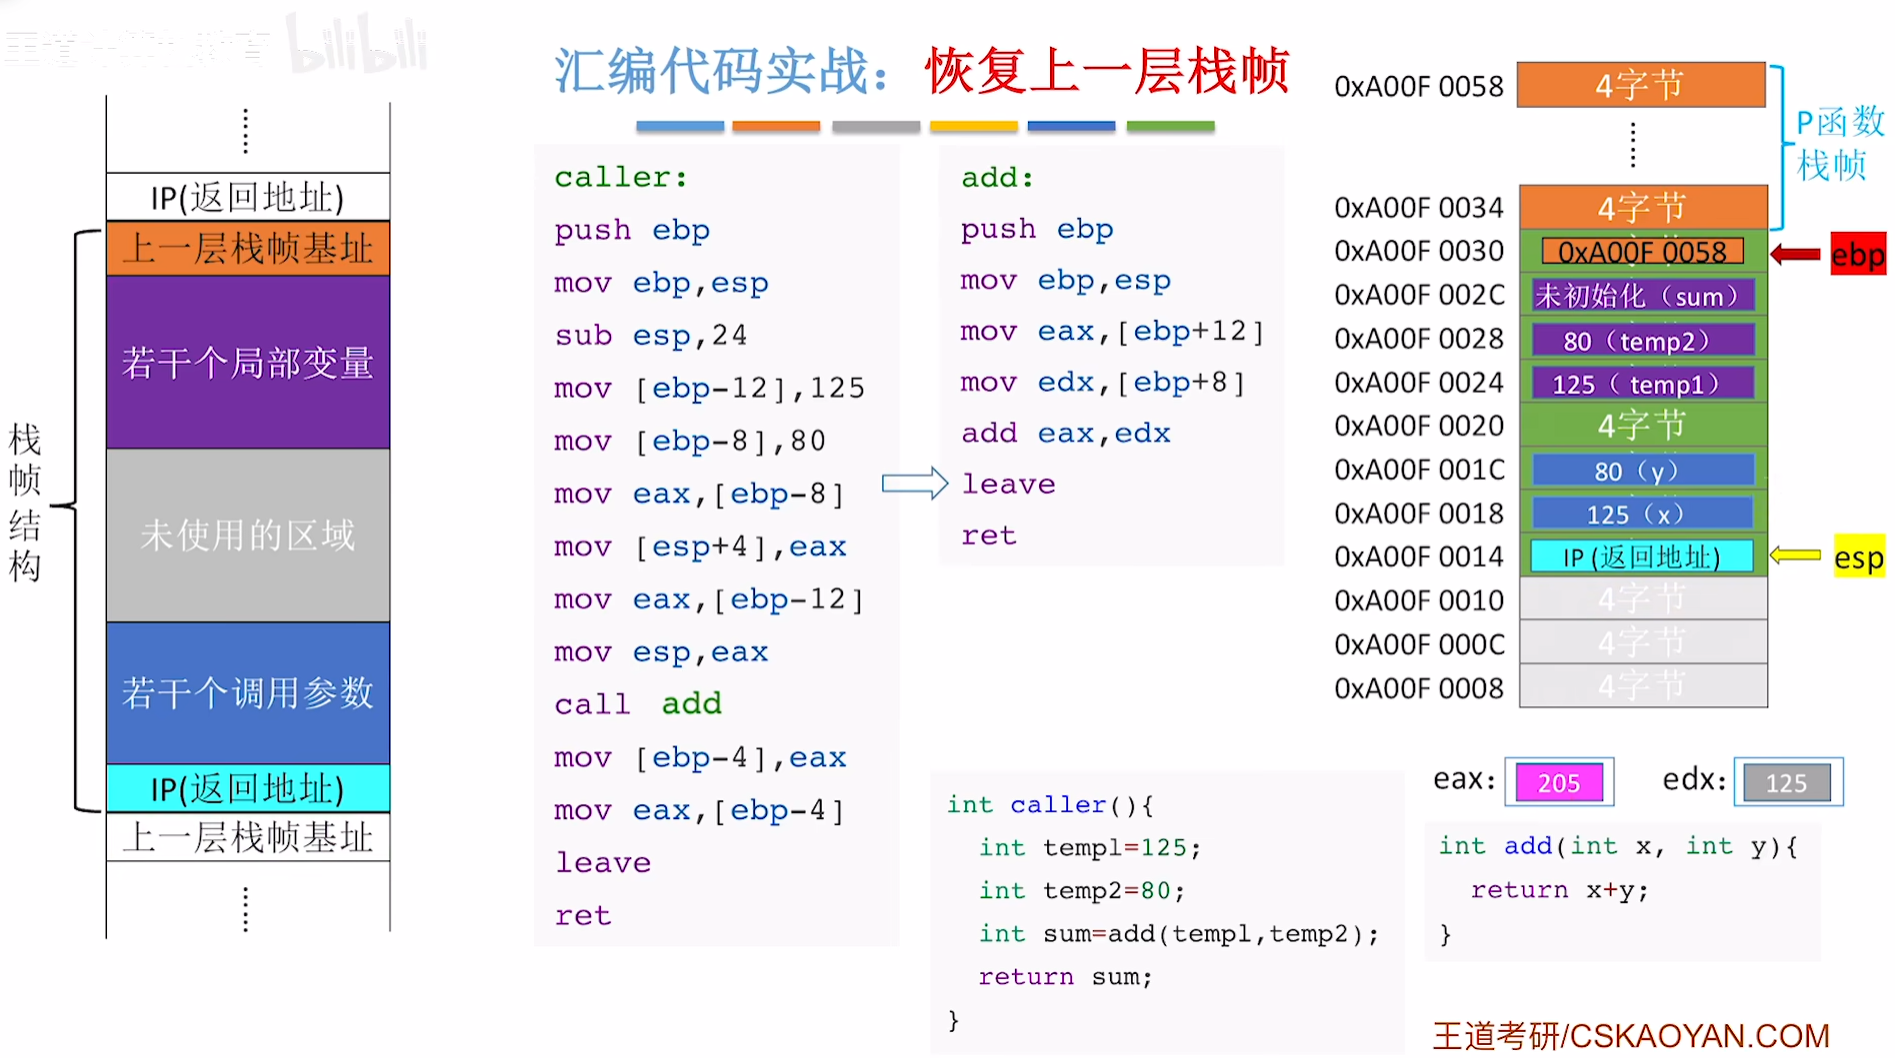 bilibili
汇编代码实战：恢复上一层栈帧
IP(返回地址)
上一层栈帧基址
若干个局部变量
未使用的区域
若干个调用参数
IP(返回地址)
上一层栈帧基址
栈帧结构
caller:
push ebp
mov ebp,esp
sub esp,24
mov [ebp-12],125
mov [ebp-8],80
mov eax,[ebp-8]
mov [esp+4],eax
mov eax,[ebp-12]
mov esp,eax
call add
mov [ebp-4],eax
mov eax,[ebp-4]
leave
ret
add:
push ebp
mov ebp,esp
mov eax,[ebp+12]
mov edx,[ebp+8]
add eax,edx
leave
ret
0xA00F 0058 4字节
P函数
栈帧
0xA00F 0034 4字节
0xA00F 0030 0xA00F 0058 ebp
0xA00F 002C 未初始化（sum）
0xA00F 0028 80（temp2）
0xA00F 0024 125（ temp1）
0xA00F 0020 4字节
0xA00F 001C 80（y）
0xA00F 0018 125（x）
0xA00F 0014 IP (返回地址) esp
0xA00F 0010 4字节
0xA00F 000C 4字节
0xA00F 0008 4字节
eax: 205 edx: 125
int caller(){
int temp1=125;
int temp2=80;
int sum=add(temp1,temp2);
return sum;
}
int add(int x, int y){
return x+y;
}
王道考研/CSKAOYAN.COM